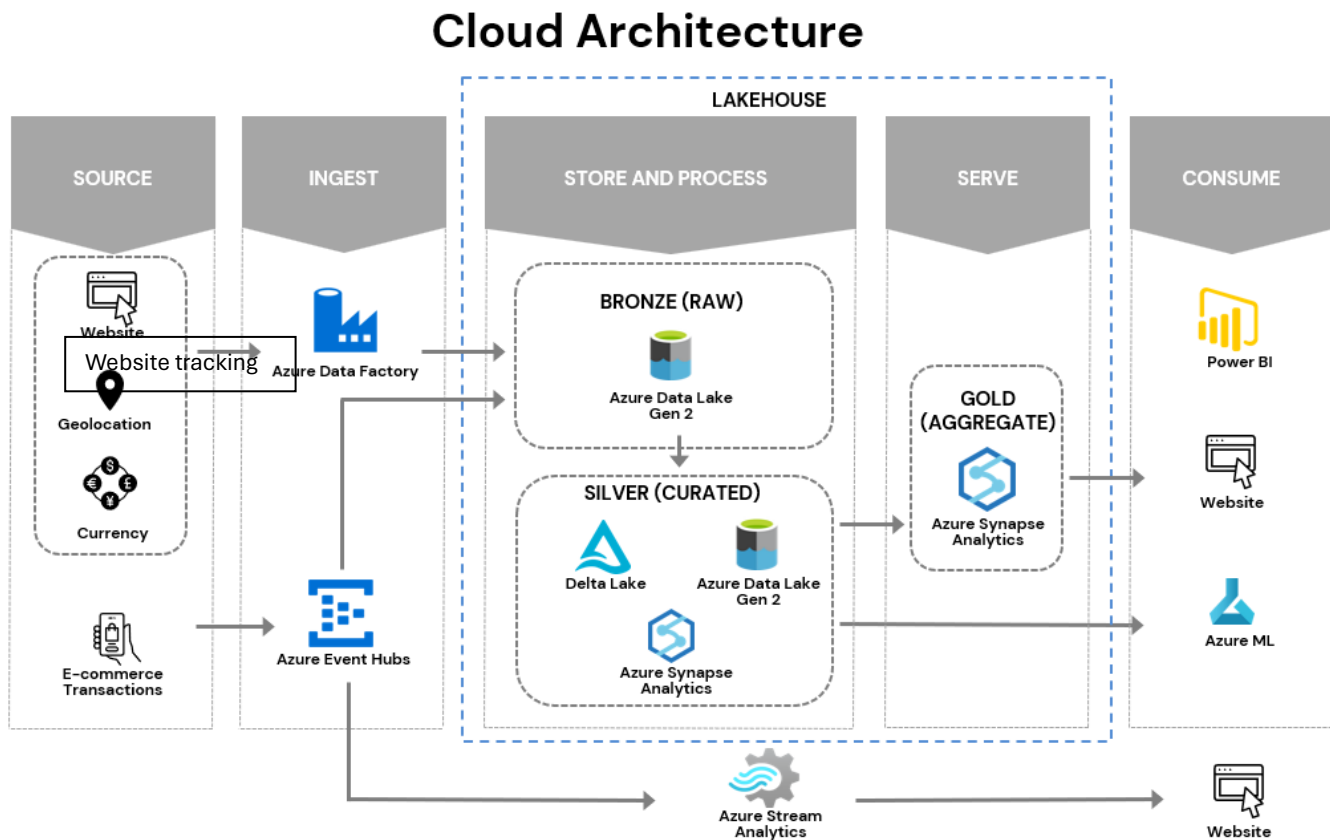 Cloud Architecture
LAKEHOUSE
SOURCE
INGEST
STORE AND PROCESS
SERVE
CONSUME
Website
Website tracking
Geolocation
Currency
E-commerce
Transactions
Azure Data Factory
Azure Event Hubs
BRONZE (RAW)
Azure Data Lake
Gen 2
SILVER (CURATED)
Delta Lake
Azure Data Lake
Gen 2
Azure Synapse
Analytics
GOLD
(AGGREGATE)
Azure Synapse
Analytics
Power BI
Website
Azure ML
Azure Stream
Analytics
Website